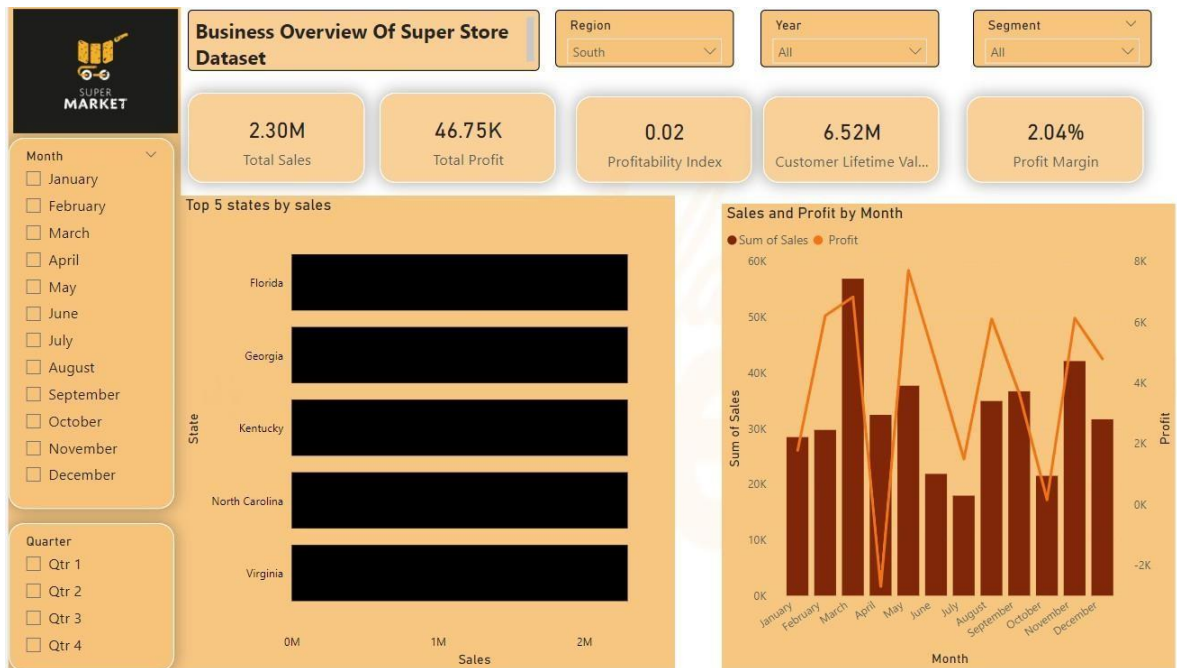 SUPER
MARKET
Business Overview Of Super Store
Dataset
Region
South
Year
All
Segment
All
2.30M
Total Sales
46.75K
Total Profit
0.02
Profitability Index
6.52M
Customer Lifetime Val...
2.04%
Profit Margin
Month
January
February
March
April
May
June
July
August
September
October
November
December
Quarter
Qtr 1
Qtr 2
Qtr 3
Qtr 4
Top 5 states by sales
State
Florida
Georgia
Kentucky
North Carolina
Virginia
0M 1M 2M
Sales
Sales and Profit by Month
Sum of Sales Profit
Sum of Sales
60K
50K
40K
30K
20K
10K
0K
8K
6K
4K
2K
0K
-2K
Profit
January February March April May June July August September October November December
Month